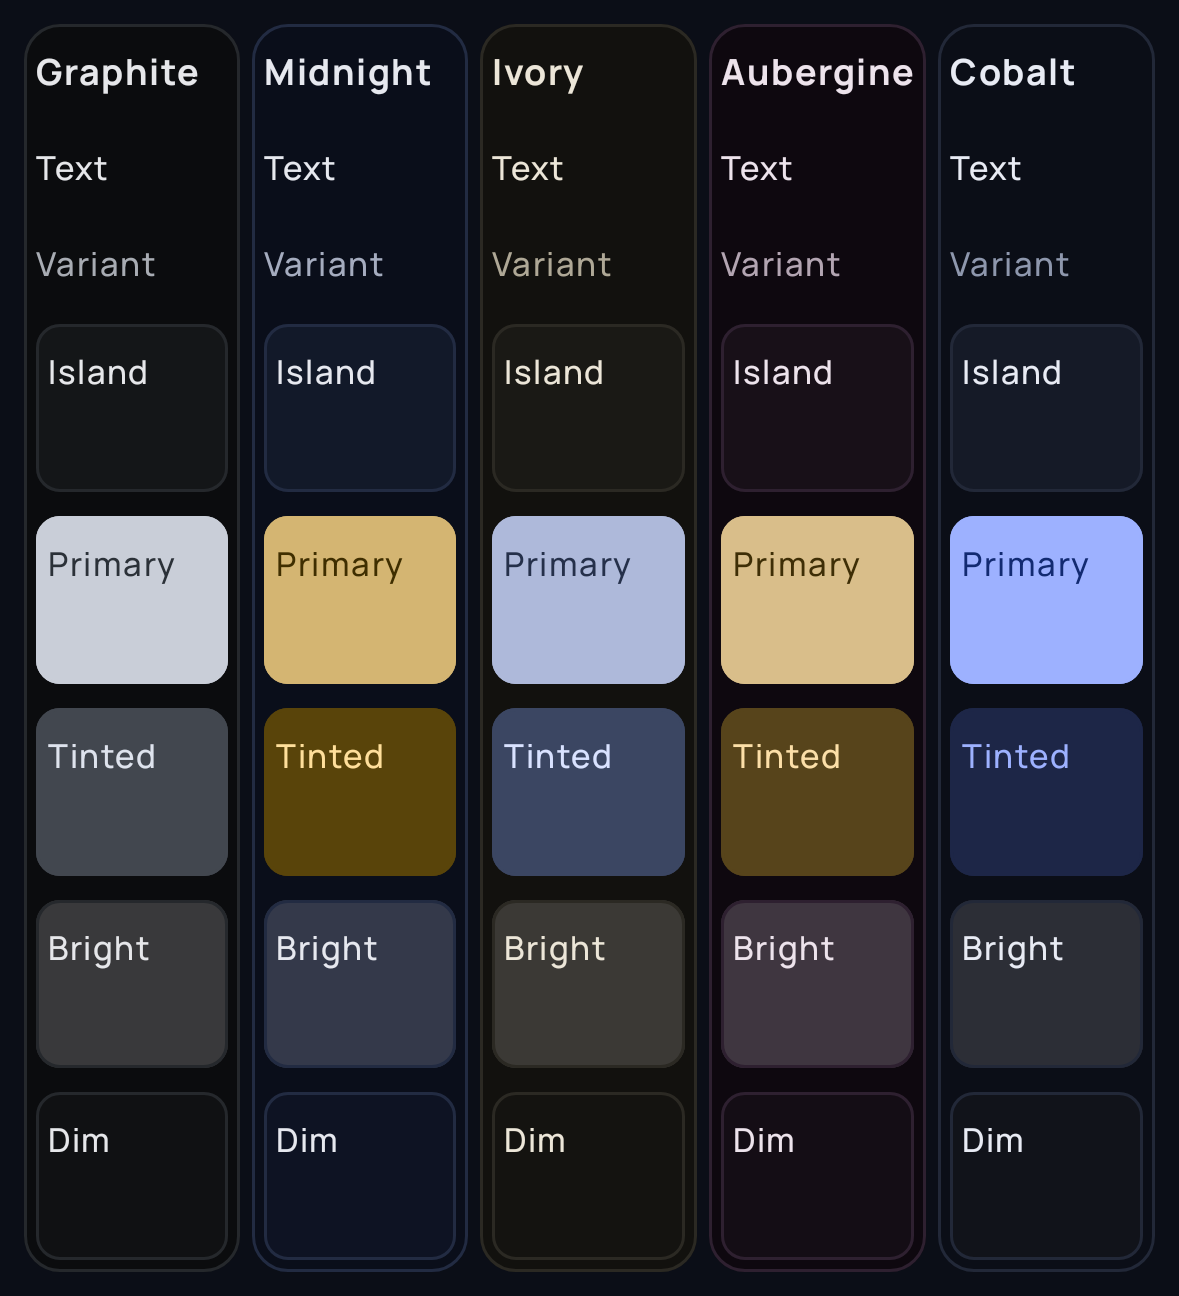 Graphite
Text
Variant
Island
Primary
Tinted
Bright
Dim
Midnight
Text
Variant
Island
Primary
Tinted
Bright
Dim
Ivory
Text
Variant
Island
Primary
Tinted
Bright
Dim
Aubergine
Text
Variant
Island
Primary
Tinted
Bright
Dim
Cobalt
Text
Variant
Island
Primary
Tinted
Bright
Dim